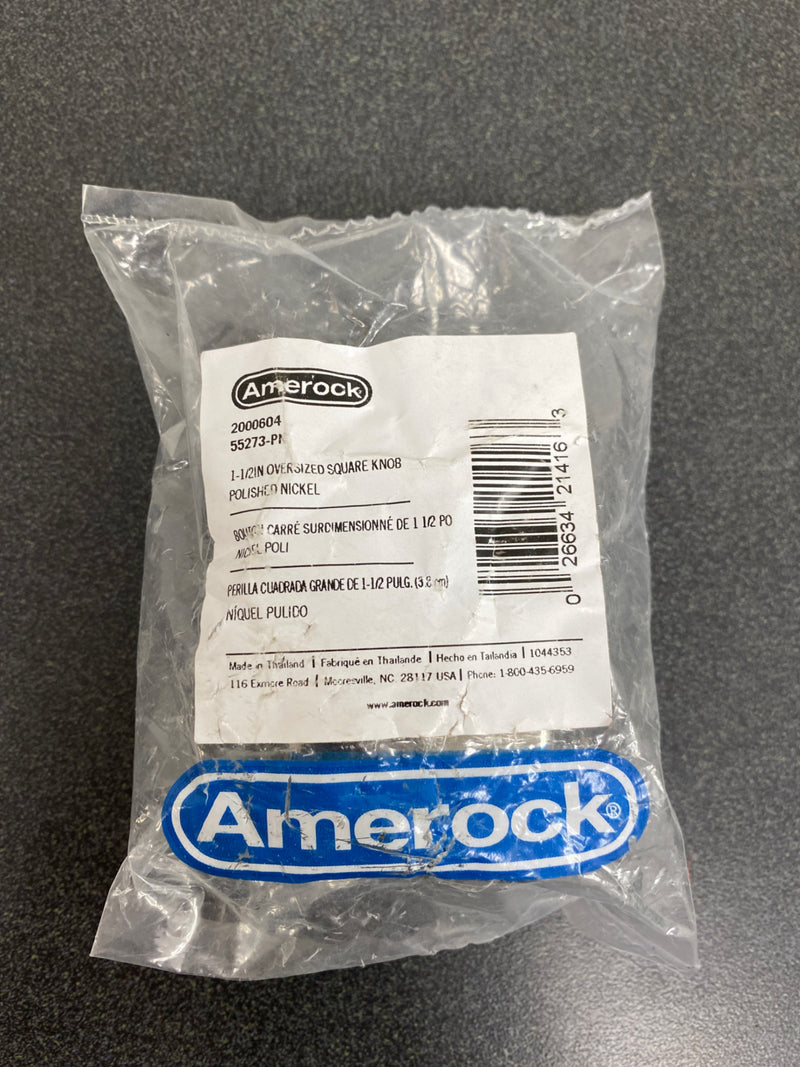 Amerock®
2000604
55273-PN
1-1/2IN OVERSIZED SQUARE KNOB
POLISHED NICKEL
BOUTON CARRÉ SURDIMENSIONNÉ DE 1 1/2 PO
NICKEL POLI
PERILLA CUADRADA GRANDE DE 1-1/2 PULG. (3.8 cm)
NÍQUEL PULIDO
0 26634 21416 3
Made in Thailand | Fabriqué en Thaïlande | Hecho en Tailandia | 1044353
116 Exmore Road | Mooresville, NC. 28117 USA | Phone: 1-800-435-6959
www.amerock.com
Amerock®